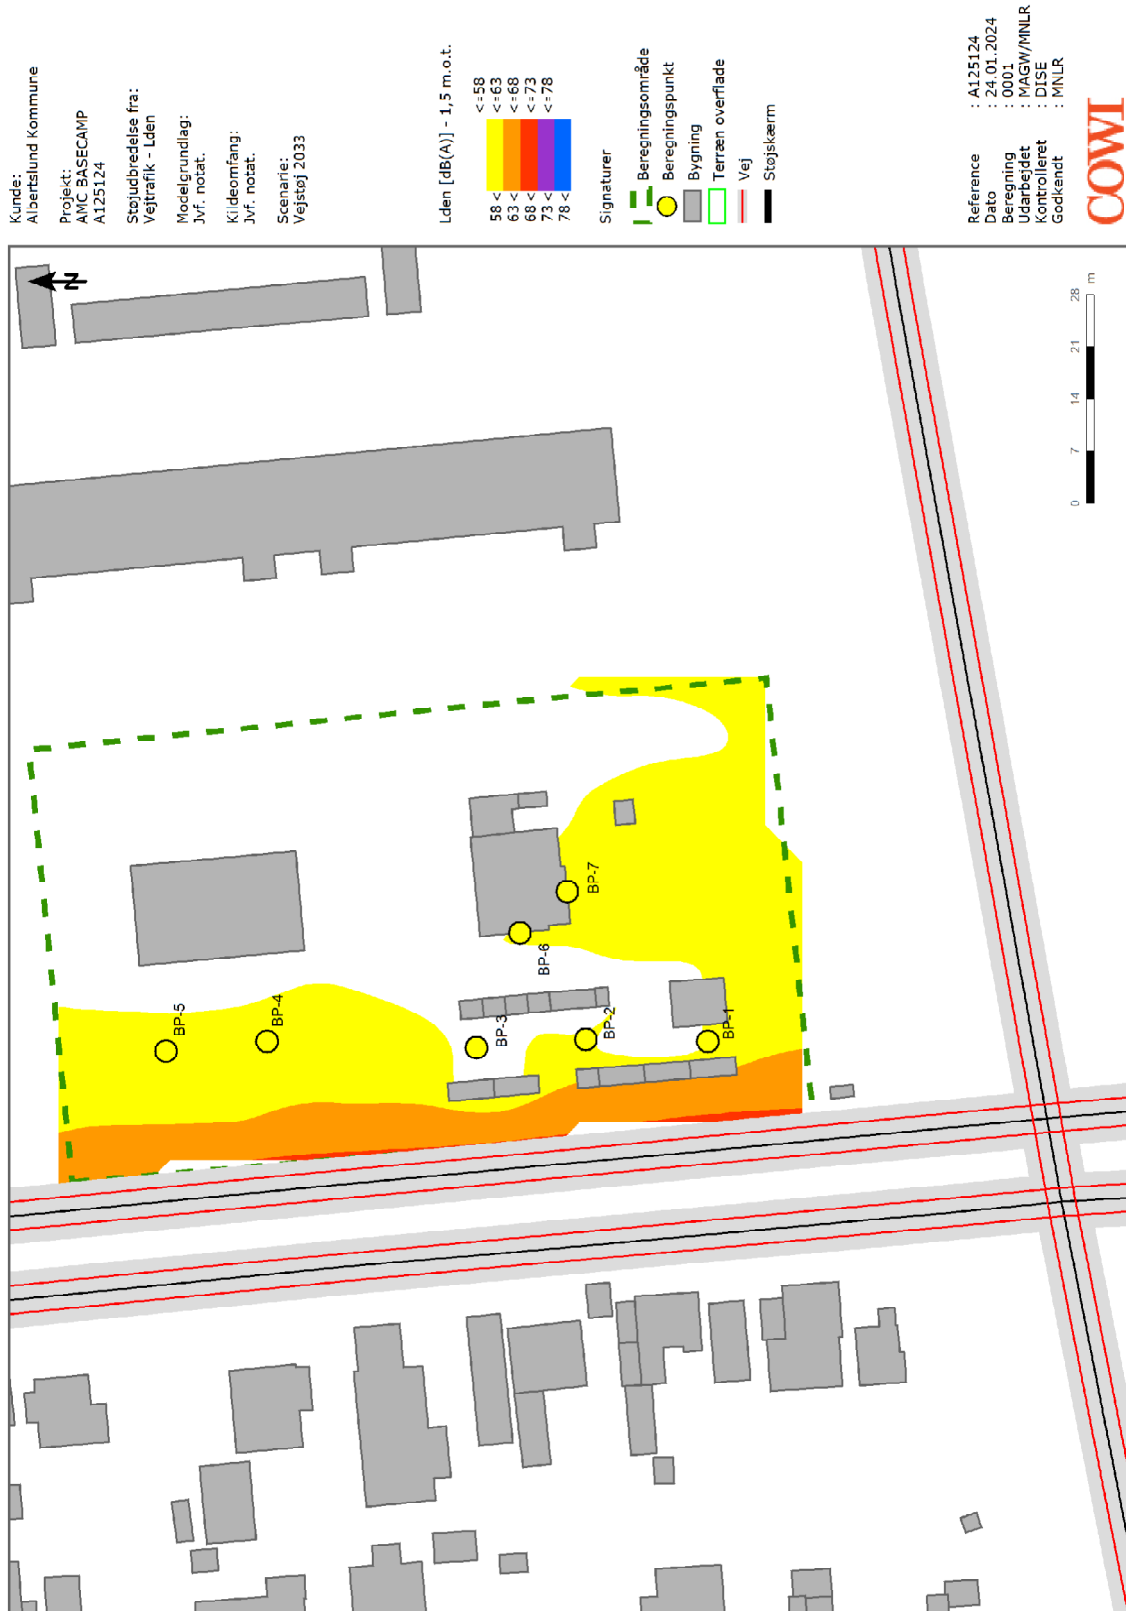 Kunde:
Albertslund Kommune
Projekt:
AMC BASECAMP
A125124
Støjudbredelse fra:
Vejtrafik - Lden
Modelgrundlag:
Jvf. notat.
Kildeomfang:
Jvf. notat.
Scenarie:
Vejstøj 2033
Lden [dB(A)] - 1,5 m.o.t.
<=58
58 < <=63
63 < <=68
68 < <=73
73 < <=78
78 <
Signaturer
Beregningsområde
Beregningspunkt
Bygning
Terræn overflade
Vej
Støjskærm
Reference : A125124
Dato : 24.01.2024
Beregning : 0001
Udarbejdet : MAGW/MNLR
Kontrolleret : DISE
Godkendt : MNLR
COWI
N
BP-5
BP-4
BP-3
BP-2
BP-1
BP-6
BP-7
0 7 14 21 28 m